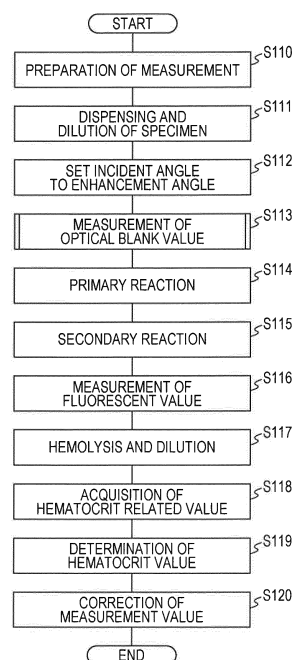 START
S110
PREPARATION OF MEASUREMENT
S111
DISPENSING AND
DILUTION OF SPECIMEN
S112
SET INCIDENT ANGLE
TO ENHANCEMENT ANGLE
S113
MEASUREMENT OF
OPTICAL BLANK VALUE
S114
PRIMARY REACTION
S115
SECONDARY REACTION
S116
MEASUREMENT OF
FLUORESCENT VALUE
S117
HEMOLYSIS AND DILUTION
S118
ACQUISITION OF
HEMATOCRIT RELATED VALUE
S119
DETERMINATION OF
HEMATOCRIT VALUE
S120
CORRECTION OF
MEASUREMENT VALUE
END